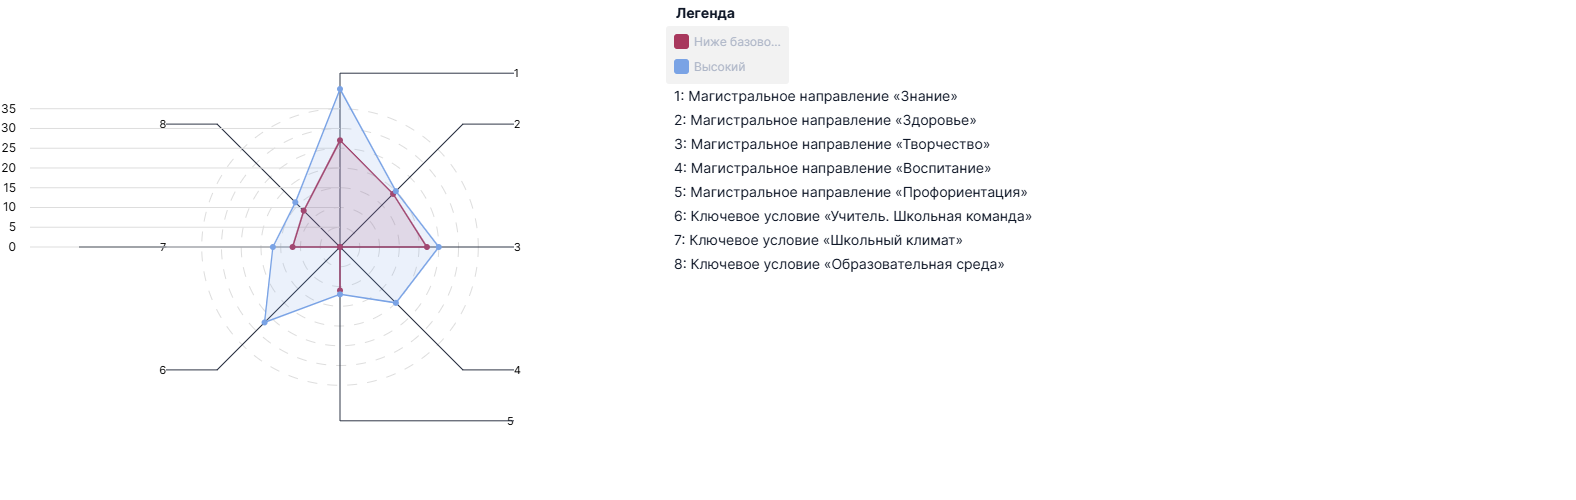 Легенда
Ниже базово...
Высокий
1: Магистральное направление «Знание»
2: Магистральное направление «Здоровье»
3: Магистральное направление «Творчество»
4: Магистральное направление «Воспитание»
5: Магистральное направление «Профориентация»
6: Ключевое условие «Учитель. Школьная команда»
7: Ключевое условие «Школьный климат»
8: Ключевое условие «Образовательная среда»
1
35
8
2
30
25
20
15
10
5
0
7
3
6
4
5